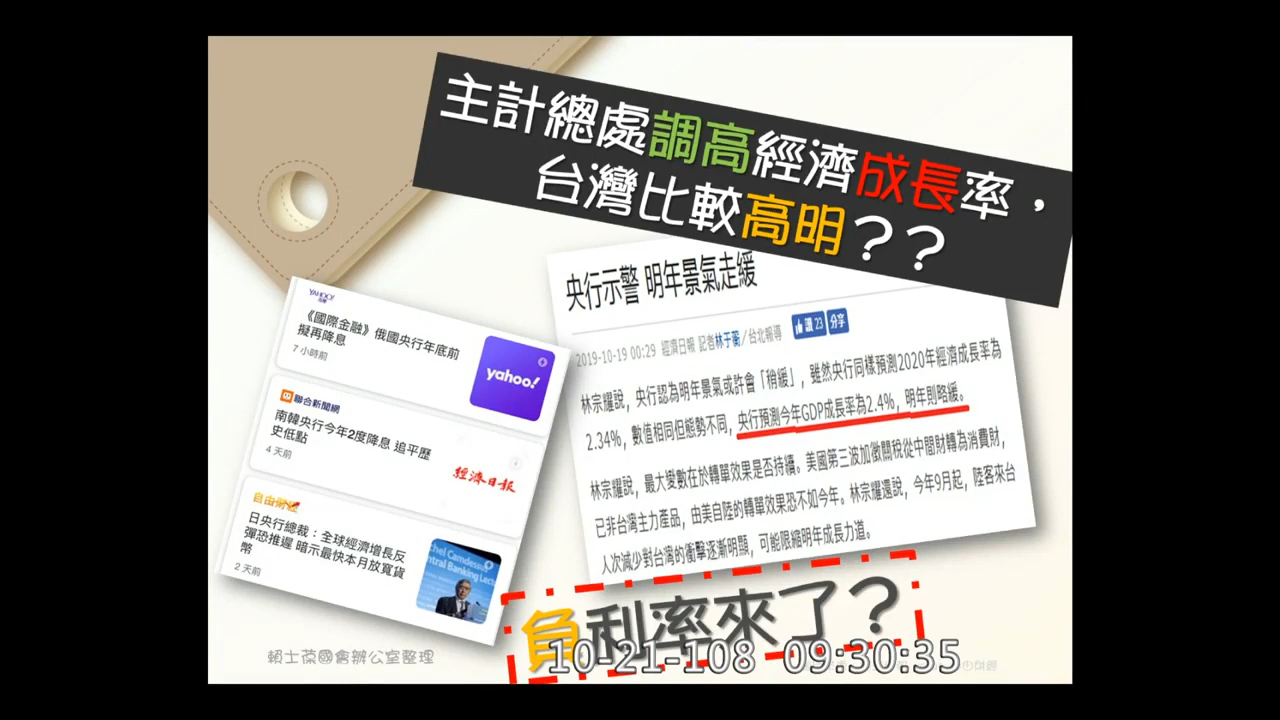 主計總處調高經濟成長率，
台灣比較高明？？
YAHOO!
《國際金融》俄國央行年底前
擬再降息
7 小時前
yahoo!
聯合新聞網
南韓央行今年2度降息 追平歷
史低點
4 天前
經濟日報
自由財經
日央行總裁：全球經濟增長反
彈恐推遲 暗示最快本月放寬貨
幣
2 天前
央行示警 明年景氣走緩
2019-10-19 00:29 經濟日報 記者林于蘅／台北報導
讚 23 分享
林宗耀說，央行認為明年景氣或許會「稍緩」，雖然央行同樣預測2020年經濟成長率為
2.34%，數值相同但態勢不同，央行預測今年GDP成長率為2.4%，明年則略緩。
林宗耀說，最大變數在於轉單效果是否持續。美國第三波加徵關稅從中間財轉為消費財，
已非台灣主力產品，由美自陸的轉單效果恐不如今年。林宗耀還說，今年9月起，陸客來台
人次減少對台灣的衝擊逐漸明顯，可能限縮明年成長力道。
負利率來了？
賴士葆國會辦公室整理
10-21-108 09:30:35